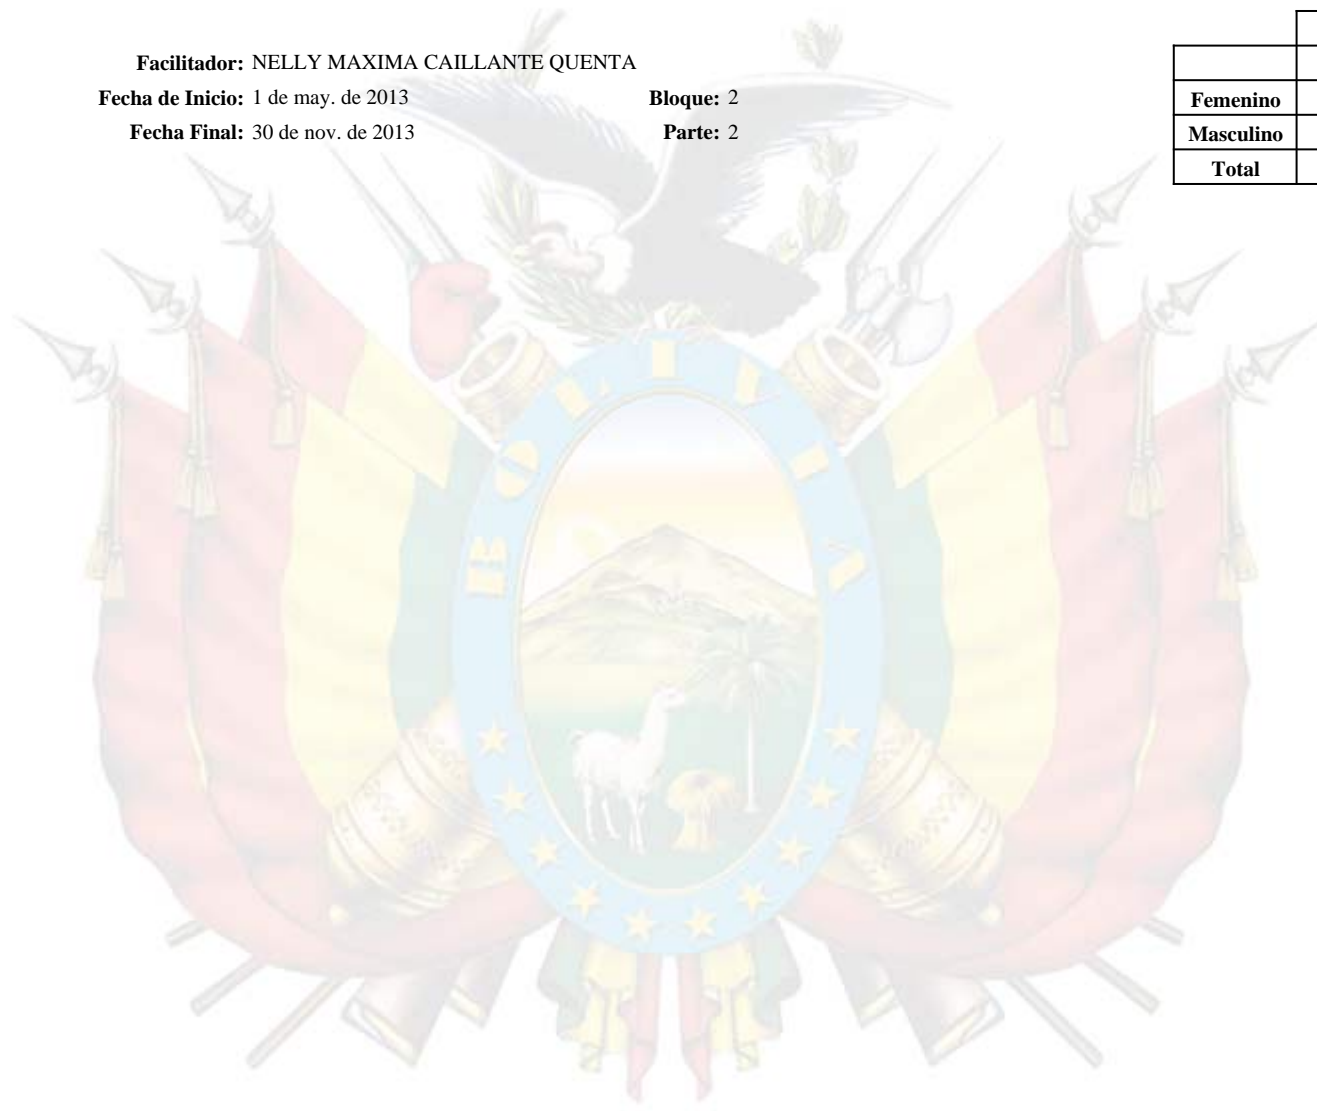 Facilitador: NELLY MAXIMA CAILLANTE QUENTA
Fecha de Inicio: 1 de may. de 2013 Bloque: 2
Fecha Final: 30 de nov. de 2013 Parte: 2
Femenino
Masculino
Total
BOLIVIA